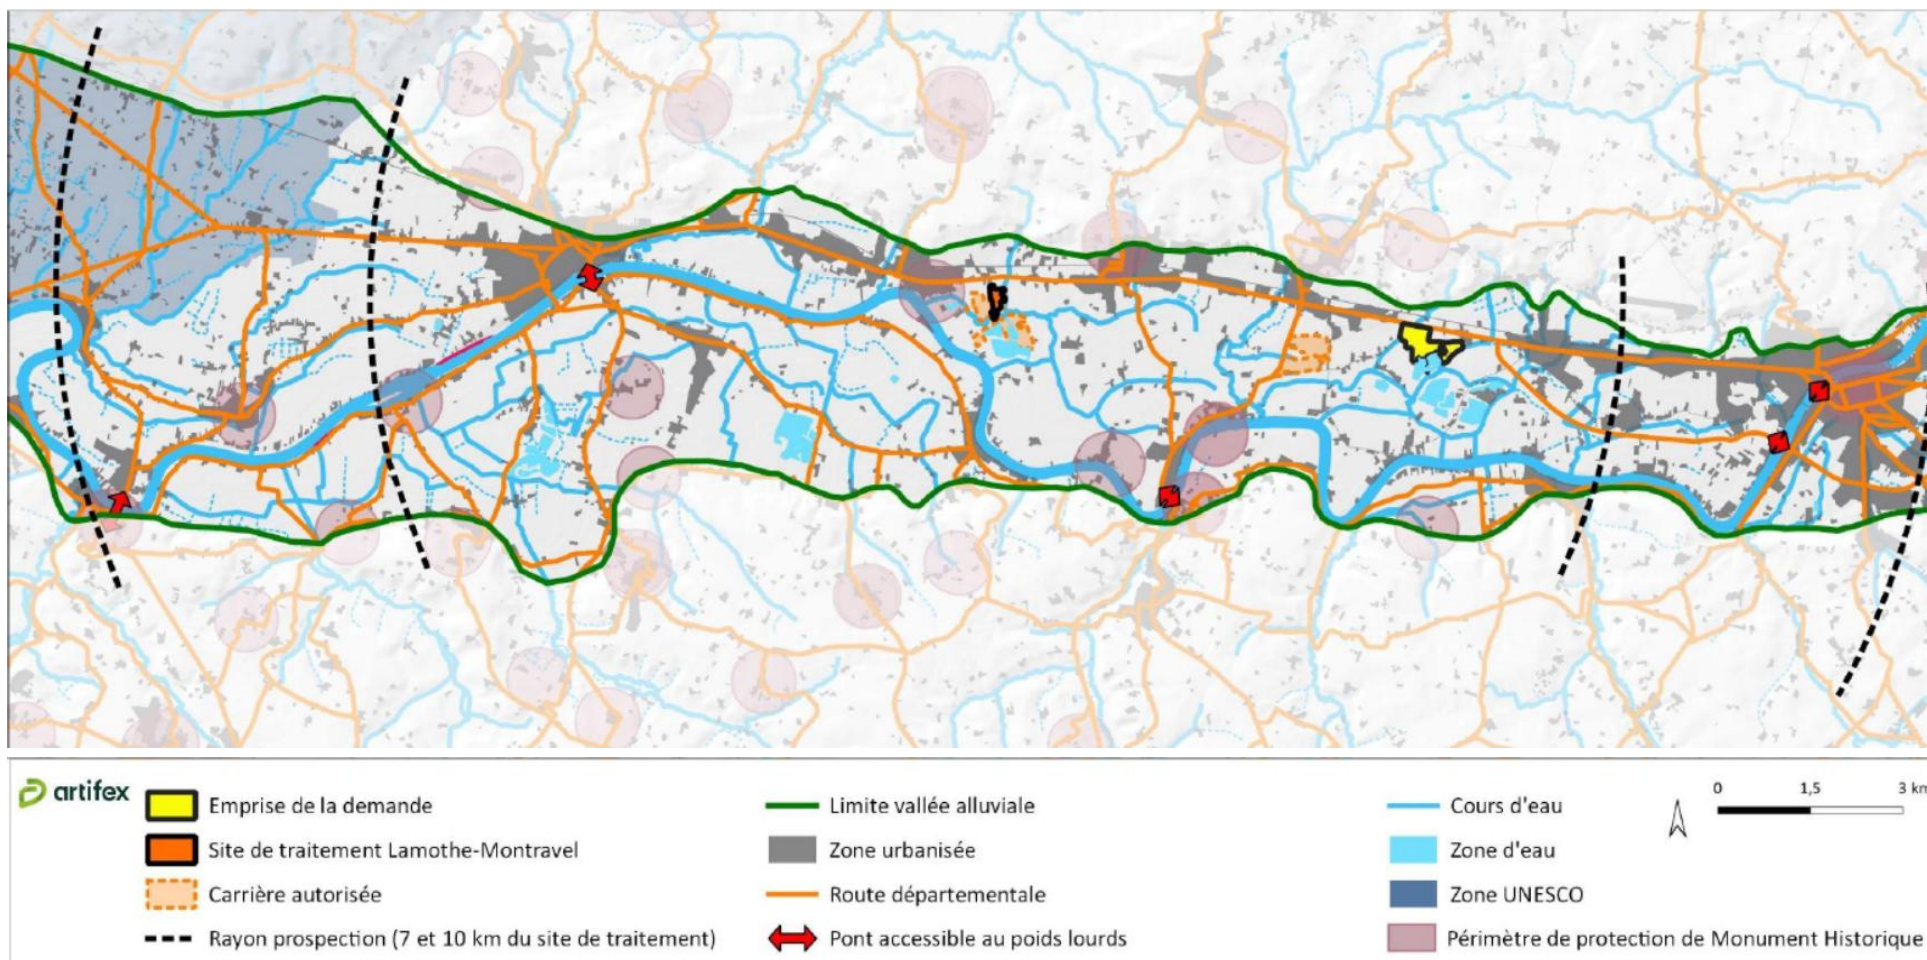 artifex
Emprise de la demande
Site de traitement Lamothe-Montravel
Carrière autorisée
Rayon prospection (7 et 10 km du site de traitement)
Limite vallée alluviale
Zone urbanisée
Route départementale
Pont accessible au poids lourds
Cours d'eau
Zone d'eau
Zone UNESCO
Périmètre de protection de Monument Historique
0 1,5 3 km